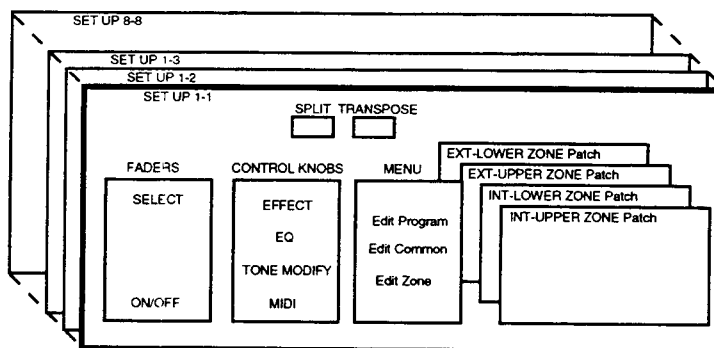 SET UP 8-8
SET UP 1-3
SET UP 1-2
SET UP 1-1
SPLIT TRANSPOSE
FADERS
SELECT
ON/OFF
CONTROL KNOBS
EFFECT
EQ
TONE MODIFY
MIDI
MENU
Edit Program
Edit Common
Edit Zone
EXT-LOWER ZONE Patch
EXT-UPPER ZONE Patch
INT-LOWER ZONE Patch
INT-UPPER ZONE Patch